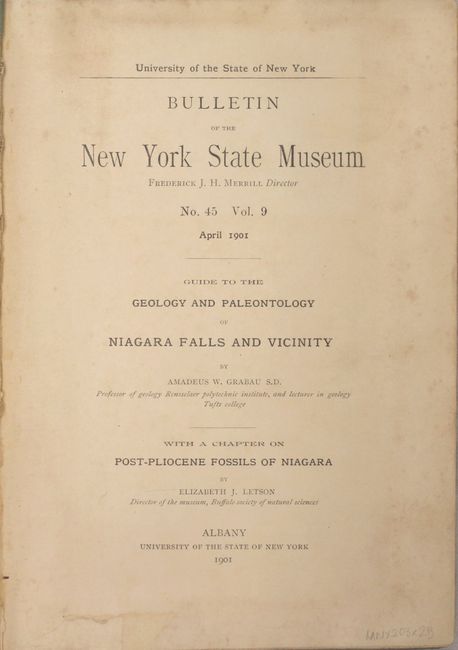 University of the State of New York
BULLETIN
OF THE
New York State Museum
FREDERICK J. H. MERRILL Director
No. 45 Vol. 9
April 1901
GUIDE TO THE
GEOLOGY AND PALEONTOLOGY
OF
NIAGARA FALLS AND VICINITY
BY
AMADEUS W. GRABAU S.D.
Professor of geology Rensselaer polytechnic institute, and lecturer in geology
Tufts college
WITH A CHAPTER ON
POST-PLIOCENE FOSSILS OF NIAGARA
BY
ELIZABETH J. LETSON
Director of the museum, Buffalo society of natural sciences
ALBANY
UNIVERSITY OF THE STATE OF NEW YORK
1901